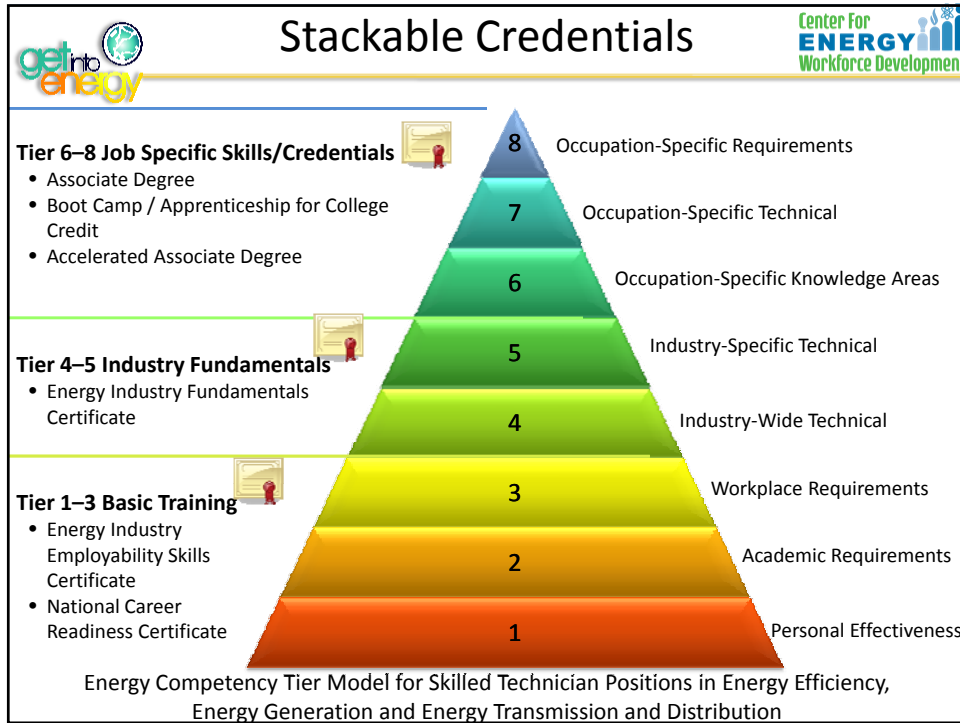 get into
energy
Stackable Credentials
Center For
ENERGY
Workforce Developmen
Tier 6–8 Job Specific Skills/Credentials
• Associate Degree
• Boot Camp / Apprenticeship for College
Credit
• Accelerated Associate Degree
Tier 4–5 Industry Fundamentals
• Energy Industry Fundamentals
Certificate
Tier 1–3 Basic Training
• Energy Industry
Employability Skills
Certificate
• National Career
Readiness Certificate
8 Occupation-Specific Requirements
7 Occupation-Specific Technical
6 Occupation-Specific Knowledge Areas
5 Industry-Specific Technical
4 Industry-Wide Technical
3 Workplace Requirements
2 Academic Requirements
1 Personal Effectiveness
Energy Competency Tier Model for Skilled Technician Positions in Energy Efficiency,
Energy Generation and Energy Transmission and Distribution